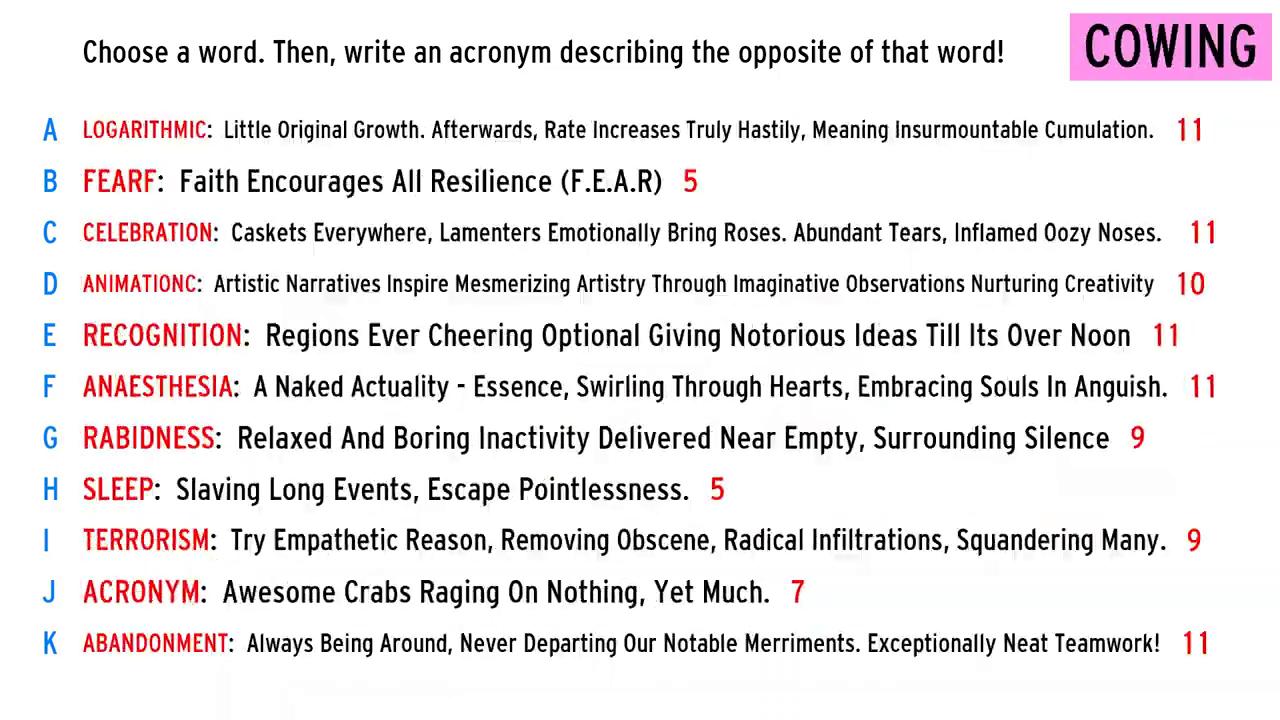 Choose a word. Then, write an acronym describing the opposite of that word!
COWING
A LOGARITHMIC: Little Original Growth. Afterwards, Rate Increases Truly Hastily, Meaning Insurmountable Cumulation. 11
B FEARF: Faith Encourages All Resilience (F.E.A.R) 5
C CELEBRATION: Caskets Everywhere, Lamenters Emotionally Bring Roses. Abundant Tears, Inflamed Oozy Noses. 11
D ANIMATIONC: Artistic Narratives Inspire Mesmerizing Artistry Through Imaginative Observations Nurturing Creativity 10
E RECOGNITION: Regions Ever Cheering Optional Giving Notorious Ideas Till Its Over Noon 11
F ANAESTHESIA: A Naked Actuality - Essence, Swirling Through Hearts, Embracing Souls In Anguish. 11
G RABIDNESS: Relaxed And Boring Inactivity Delivered Near Empty, Surrounding Silence 9
H SLEEP: Slaving Long Events, Escape Pointlessness. 5
I TERRORISM: Try Empathetic Reason, Removing Obscene, Radical Infiltrations, Squandering Many. 9
J ACRONYM: Awesome Crabs Raging On Nothing, Yet Much. 7
K ABANDONMENT: Always Being Around, Never Departing Our Notable Merriments. Exceptionally Neat Teamwork! 11